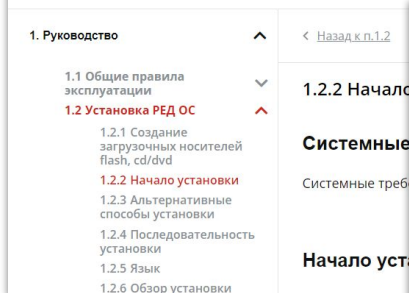 1. Руководство
1.1 Общие правила
эксплуатации
1.2 Установка РЕД ОС
1.2.1 Создание
загрузочных носителей
flash, cd/dvd
1.2.2 Начало установки
1.2.3 Альтернативные
способы установки
1.2.4 Последовательность
установки
1.2.5 Язык
1.2.6 Обзор установки
Назад к п.1.2
1.2.2 Начало
Системные
Системные треб
Начало уст